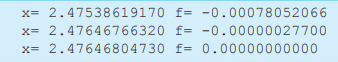 x= 2.47538619170 f= -0.00078052066
x= 2.47646766320 f= -0.00000027700
x= 2.47646804730 f= 0.00000000000